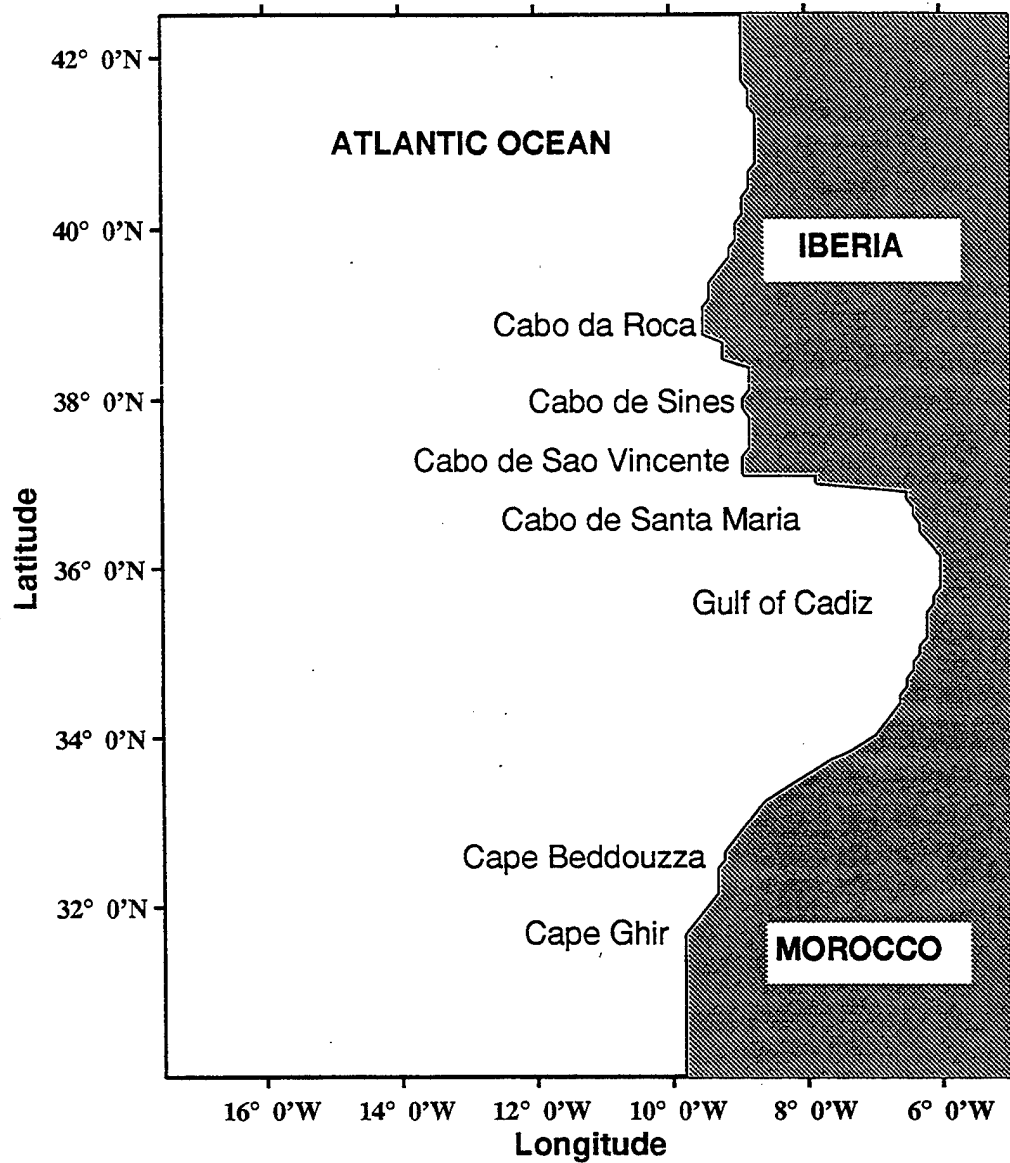 42° 0'N
ATLANTIC OCEAN
40° 0'N
IBERIA
Cabo da Roca
38° 0'N
Cabo de Sines
Cabo de Sao Vincente
Cabo de Santa Maria
Latitude
36° 0'N
Gulf of Cadiz
34° 0'N
Cape Beddouzza
32° 0'N
Cape Ghir
MOROCCO
16° 0'W 14° 0'W 12° 0'W 10° 0'W 8° 0'W 6° 0'W
Longitude